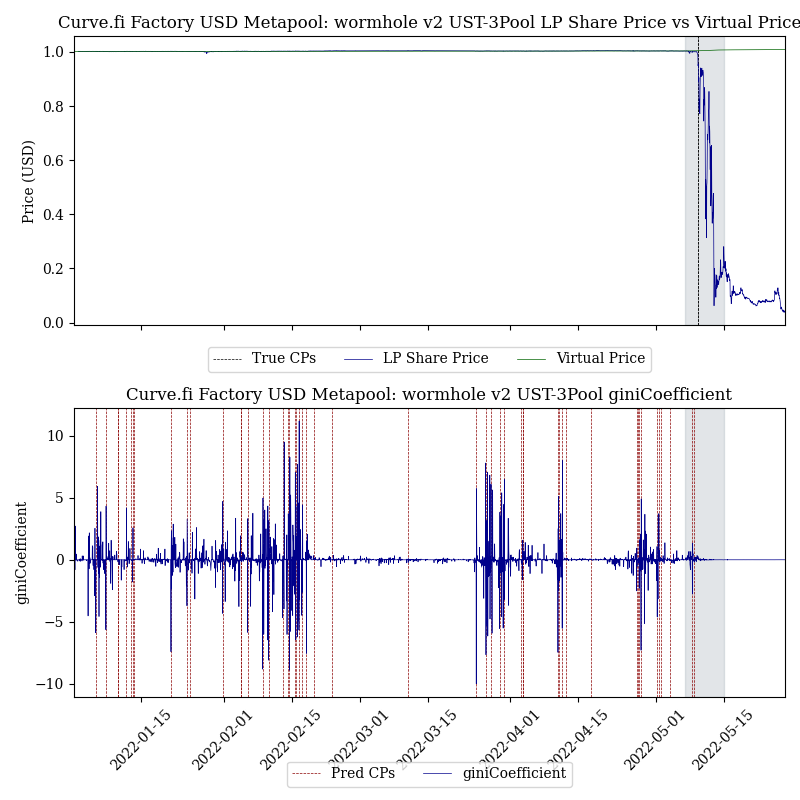 Curve.fi Factory USD Metapool: wormhole v2 UST-3Pool LP Share Price vs Virtual Price
1.0
0.8
0.6
0.4
0.2
0.0
Price (USD)
True CPs LP Share Price Virtual Price
Curve.fi Factory USD Metapool: wormhole v2 UST-3Pool giniCoefficient
10
5
0
−5
−10
giniCoefficient
2022-01-15 2022-02-01 2022-02-15 2022-03-01 2022-03-15 2022-04-01 2022-04-15 2022-05-01 2022-05-15
Pred CPs giniCoefficient